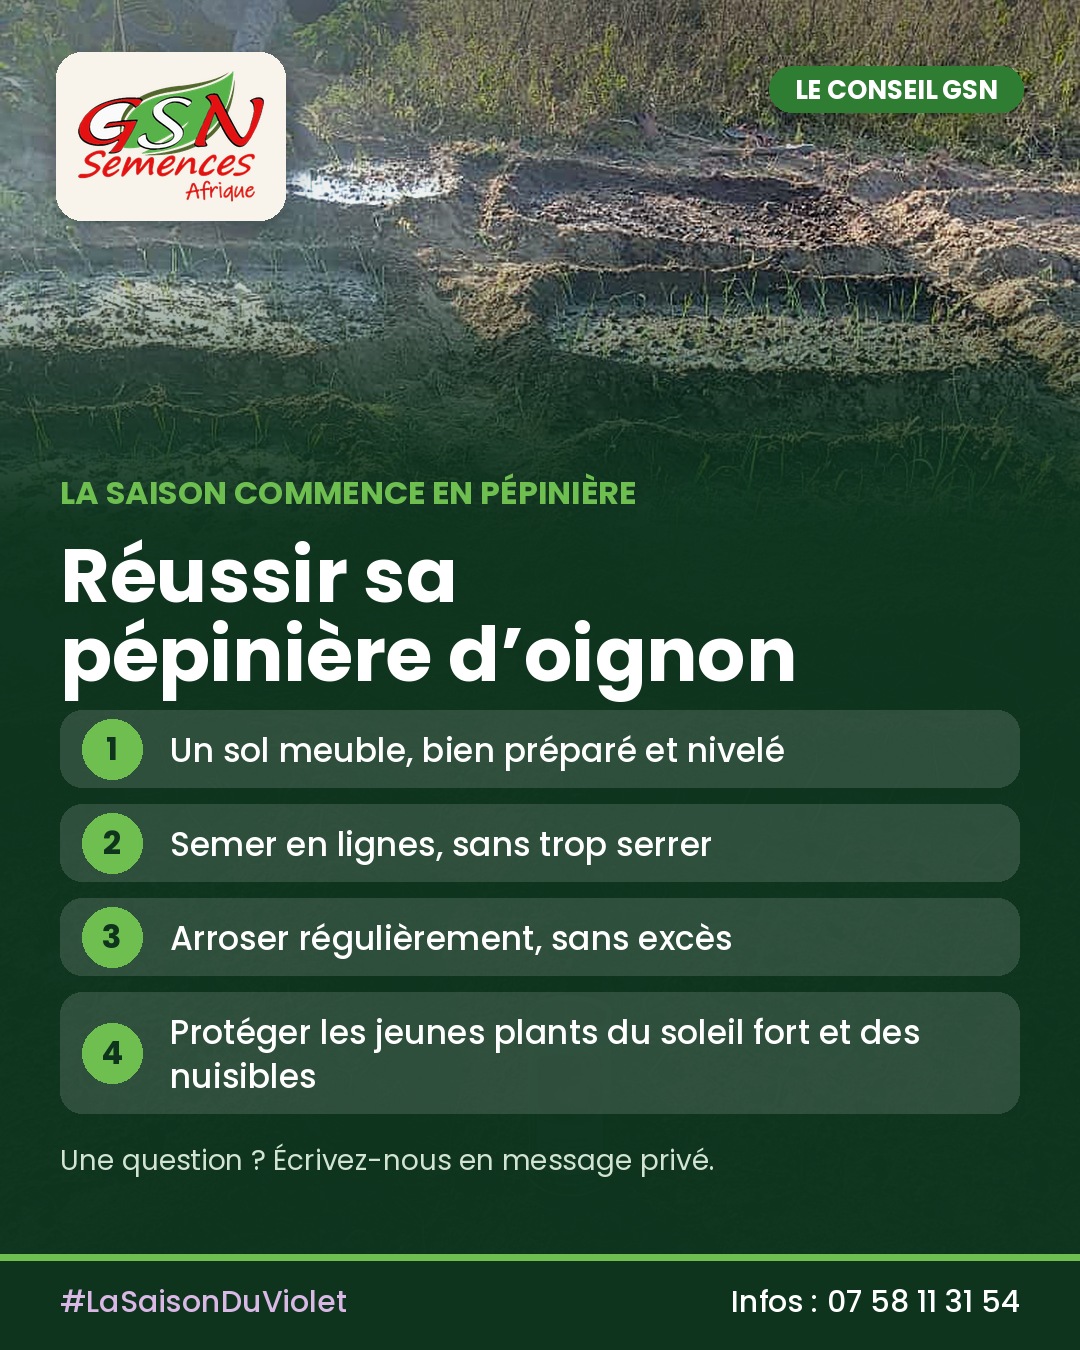 GSN
Semences
Afrique
LE CONSEIL GSN
LA SAISON COMMENCE EN PÉPINIÈRE
Réussir sa
pépinière d’oignon
1 Un sol meuble, bien préparé et nivelé
2 Semer en lignes, sans trop serrer
3 Arroser régulièrement, sans excès
4 Protéger les jeunes plants du soleil fort et des
nuisibles
Une question ? Écrivez-nous en message privé.
#LaSaisonDuViolet
Infos : 07 58 11 31 54